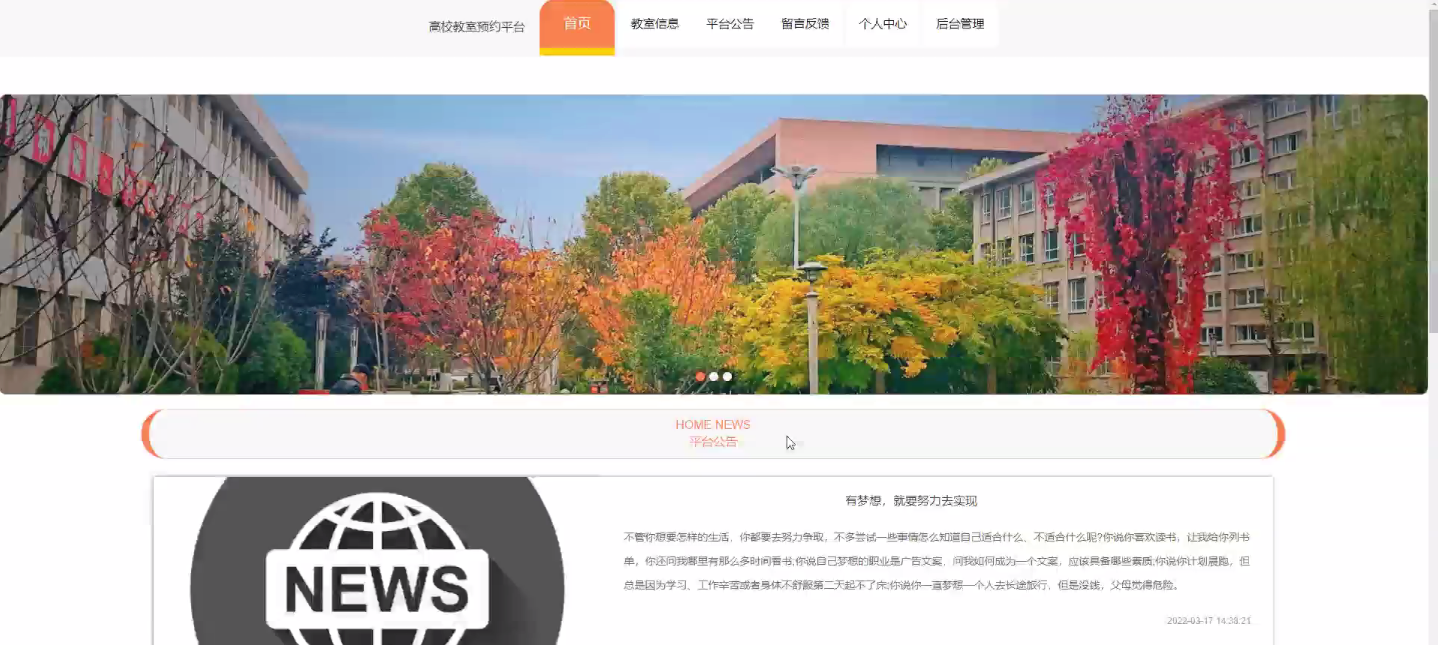 高校教室预约平台
首页
教室信息
平台公告
留言反馈
个人中心
后台管理
HOME NEWS
平台公告
NEWS
有梦想，就要努力去实现
不管你想要怎样的生活，你都要去努力争取，不多尝试一些事情怎么知道自己适合什么、不适合什么呢?你说你喜欢读书，让我给你列书
单，你还问我哪里有那么多时间看书;你说自己梦想的职业是广告文案，问我如何成为一个文案，应该具备哪些素质;你说你计划晨跑，但
总是因为学习、工作辛苦或者身体不舒服第二天起不了床;你说你一直梦想一个人去长途旅行，但是没钱，父母觉得危险。
2022-03-17 14:38:21